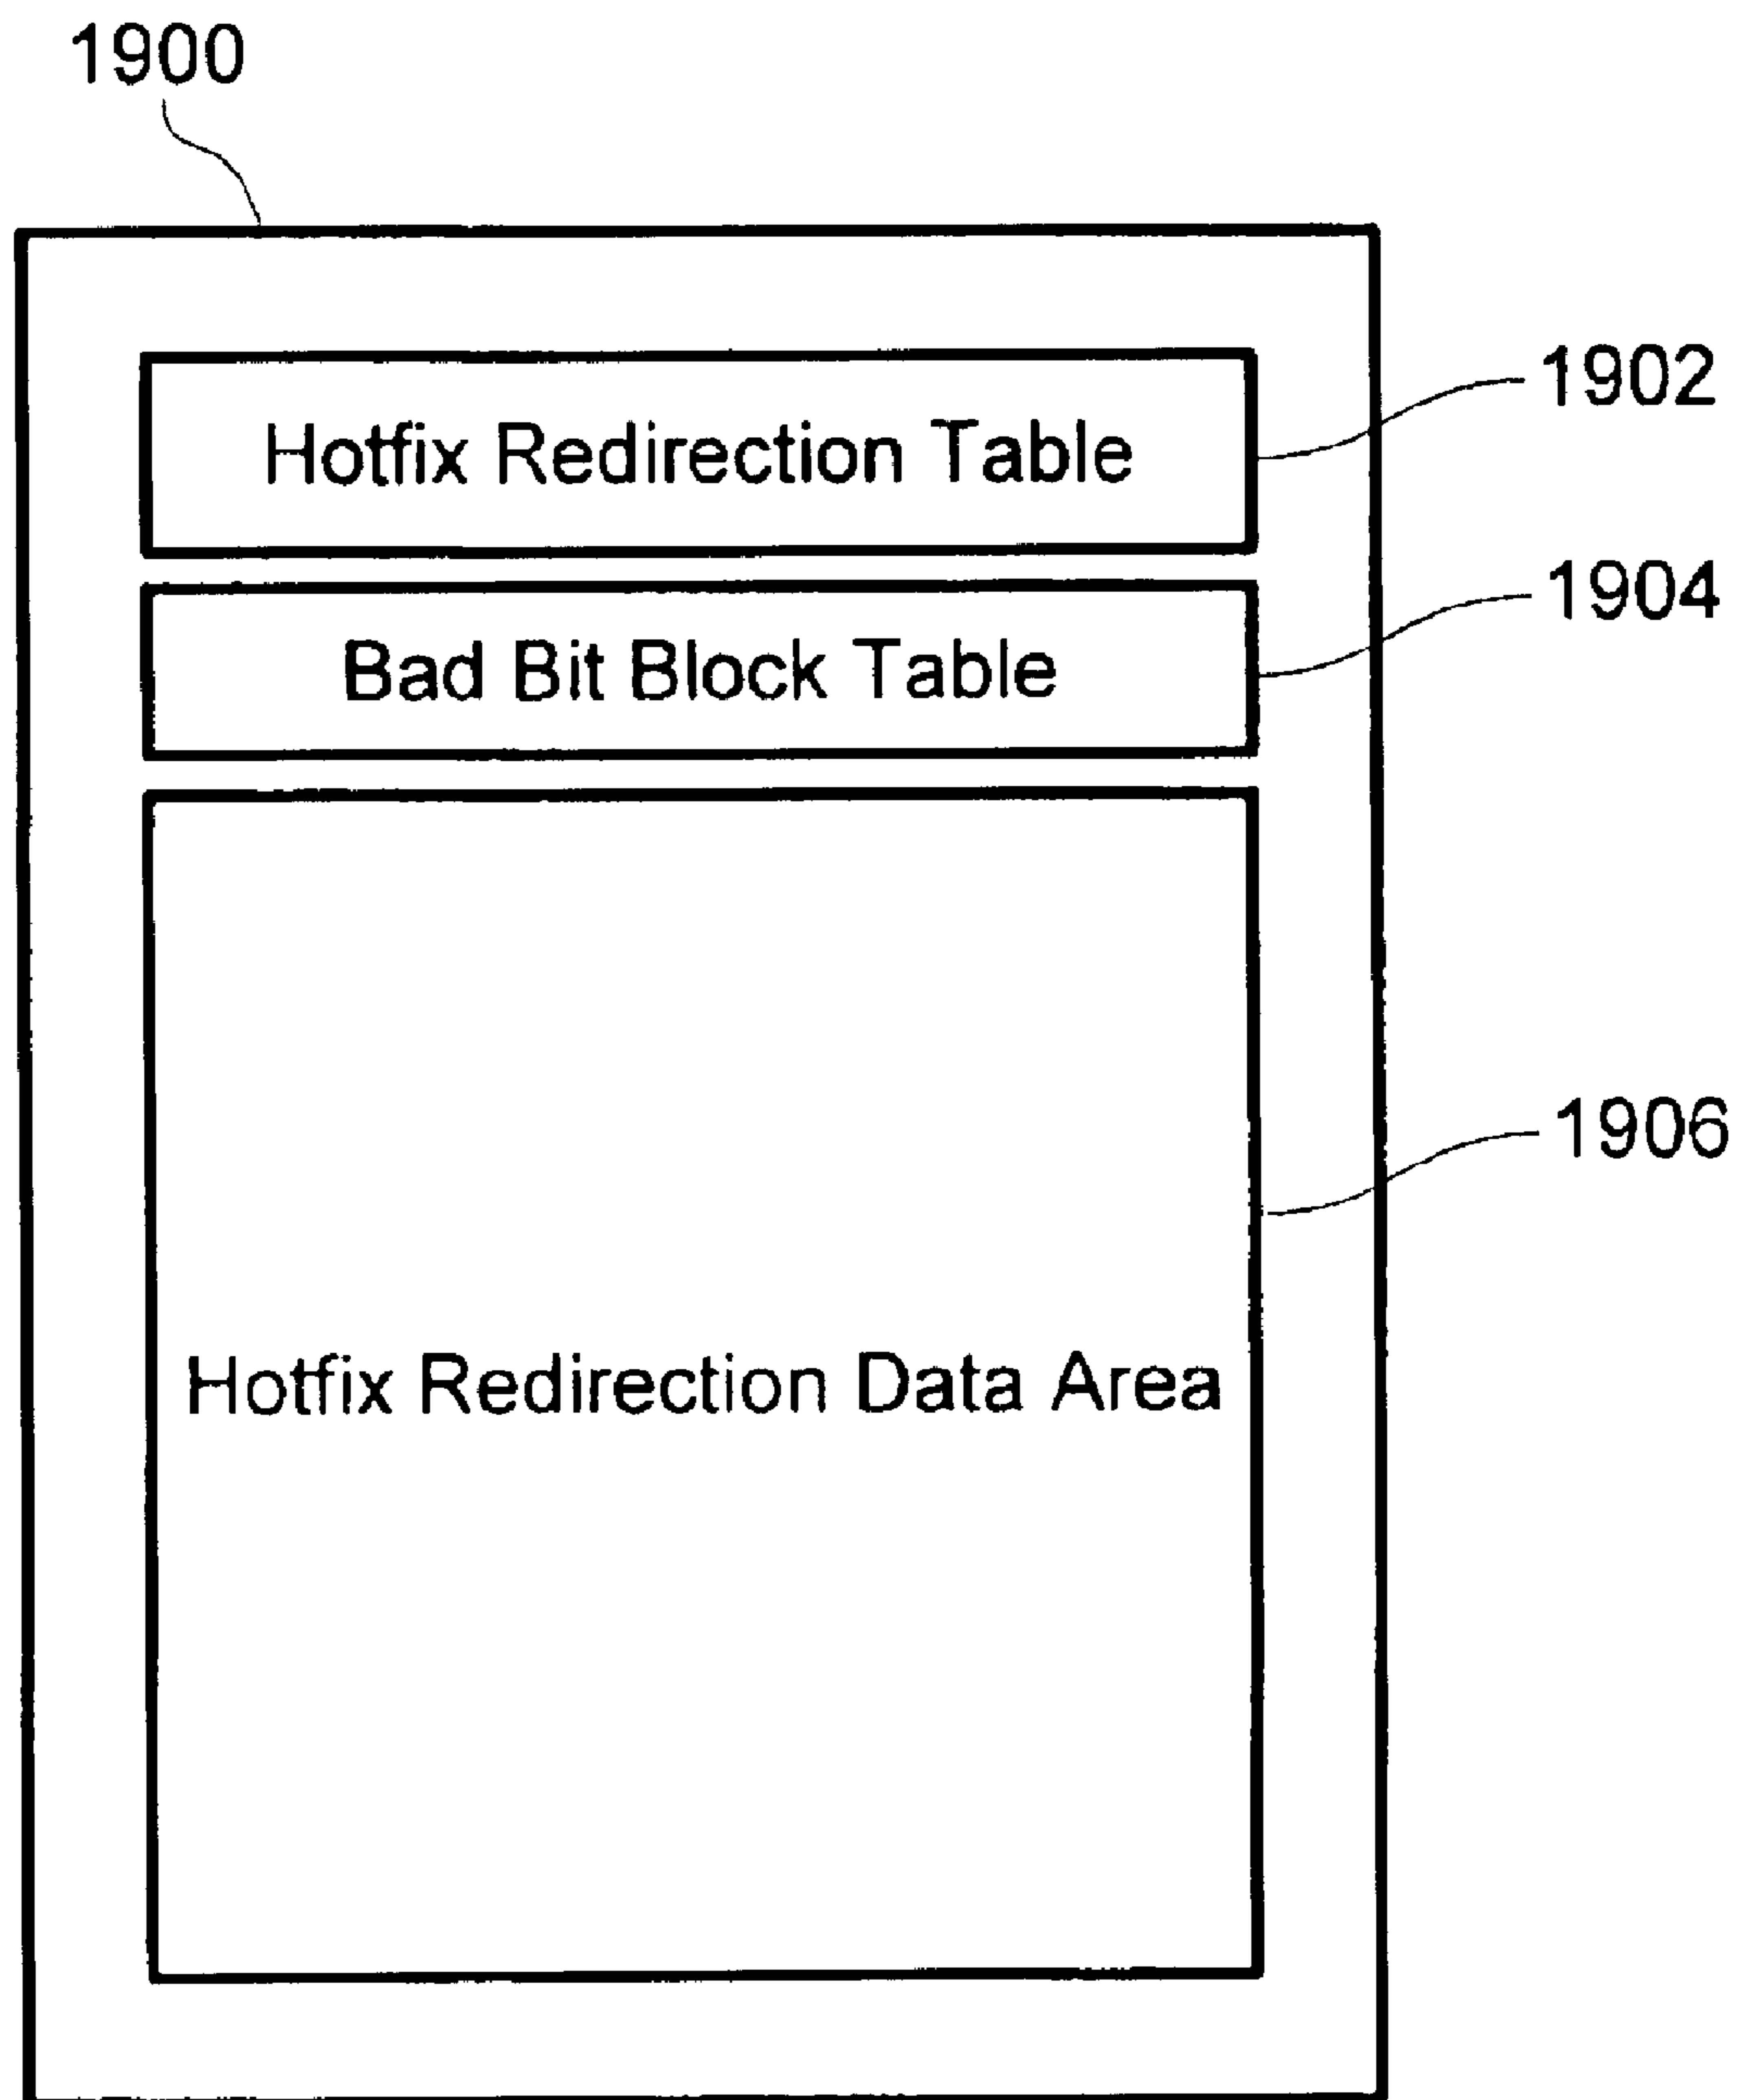 1900
Hotfix Redirection Table
1902
Bad Bit Block Table
1904
1906
Hotfix Redirection Data Area